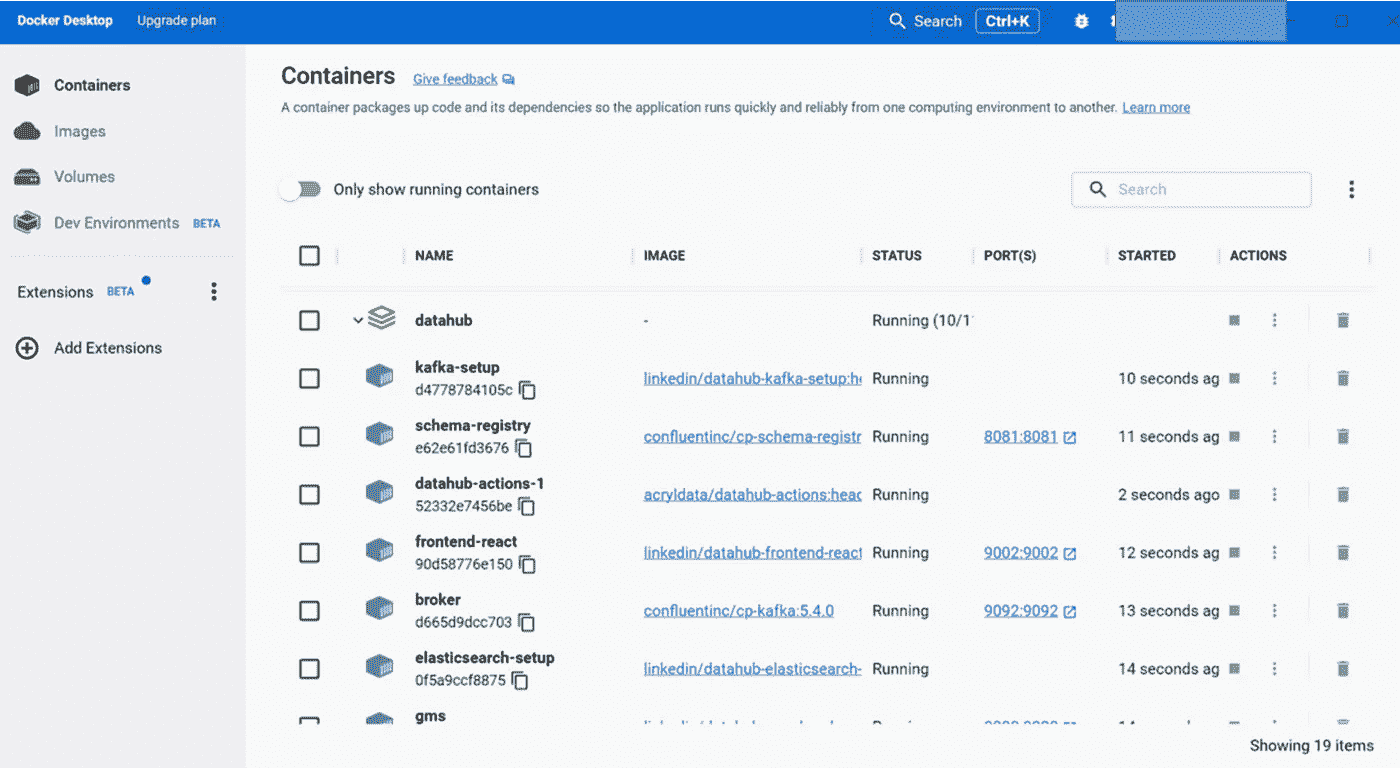 Docker Desktop Upgrade plan Search Ctrl+K
Containers
Images
Volumes
Dev Environments BETA
Extensions BETA
Add Extensions
Containers Give feedback
A container packages up code and its dependencies so the application runs quickly and reliably from one computing environment to another. Learn more
Only show running containers Search
NAME IMAGE STATUS PORT(S) STARTED ACTIONS
datahub - Running (10/1
kafka-setup
d4778784105c linkedin/datahub-kafka-setup:he Running 10 seconds ag
schema-registry
e62e61fd3676 confluentinc/cp-schema-registr Running 8081:8081 11 seconds ag
datahub-actions-1
52332e7456be acryldata/datahub-actions:head Running 2 seconds ago
frontend-react
90d58776e150 linkedin/datahub-frontend-react Running 9002:9002 12 seconds ag
broker
d665d9dcc703 confluentinc/cp-kafka:5.4.0 Running 9092:9092 13 seconds ag
elasticsearch-setup
0f5a9ccf8875 linkedin/datahub-elasticsearch- Running 14 seconds ag
gms
Showing 19 items